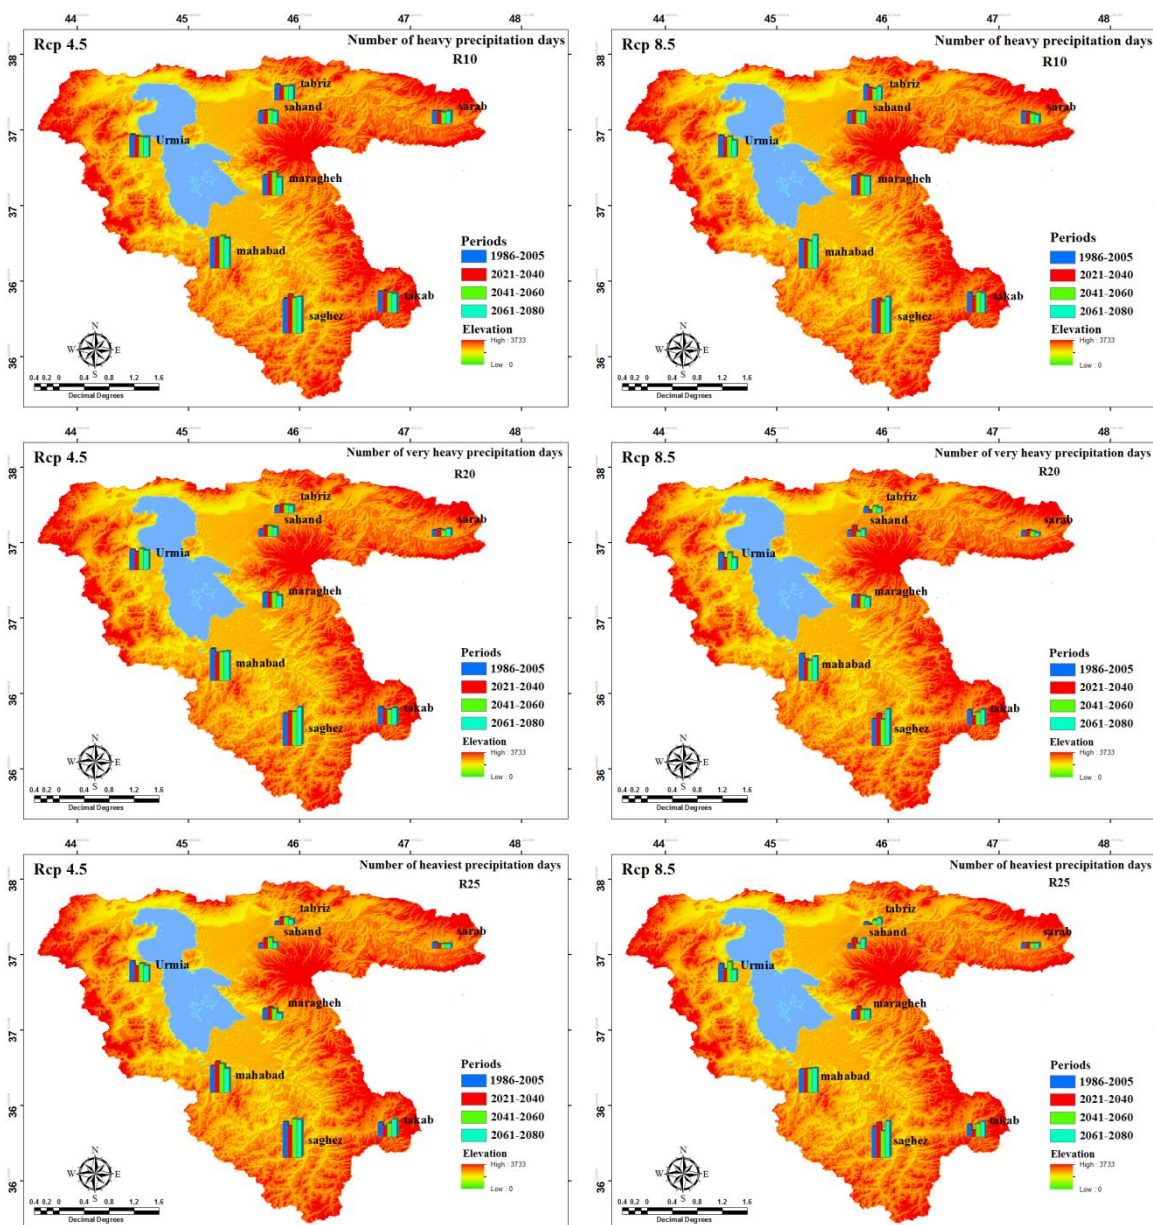 44 45 46 47 48
Rcp 4.5
Number of heavy precipitation days
R10
38
37
37
36
36
tabriz
sahand
sarab
Urmia
maragheh
mahabad
saghez
takab
Periods
1986-2005
2021-2040
2041-2060
2061-2080
Elevation
High : 3733
Low : 0
N
W E
S
0.4 0.2 0 0.4 0.8 1.2 1.6
Decimal Degrees
44 45 46 47 48
Rcp 8.5
Number of heavy precipitation days
R10
38
37
37
36
36
tabriz
sahand
sarab
Urmia
maragheh
mahabad
saghez
takab
Periods
1986-2005
2021-2040
2041-2060
2061-2080
Elevation
High : 3733
Low : 0
N
W E
S
0.4 0.2 0 0.4 0.8 1.2 1.6
Decimal Degrees
44 45 46 47 48
Rcp 4.5
Number of very heavy precipitation days
R20
38
37
37
36
36
tabriz
sahand
sarab
Urmia
maragheh
mahabad
saghez
takab
Periods
1986-2005
2021-2040
2041-2060
2061-2080
Elevation
High : 3733
Low : 0
N
W E
S
0.4 0.2 0 0.4 0.8 1.2 1.6
Decimal Degrees
44 45 46 47 48
Rcp 8.5
Number of very heavy precipitation days
R20
38
37
37
36
36
tabriz
sahand
sarab
Urmia
maragheh
mahabad
saghez
takab
Periods
1986-2005
2021-2040
2041-2060
2061-2080
Elevation
High : 3733
Low : 0
N
W E
S
0.4 0.2 0 0.4 0.8 1.2 1.6
Decimal Degrees
44 45 46 47 48
Rcp 4.5
Number of heaviest precipitation days
R25
38
37
37
36
36
tabriz
sahand
sarab
Urmia
maragheh
mahabad
saghez
takab
Periods
1986-2005
2021-2040
2041-2060
2061-2080
Elevation
High : 3733
Low : 0
N
W E
S
0.4 0.2 0 0.4 0.8 1.2 1.6
Decimal Degrees
44 45 46 47 48
Rcp 8.5
Number of heaviest precipitation days
R25
38
37
37
36
36
tabriz
sahand
sarab
Urmia
maragheh
mahabad
saghez
takab
Periods
1986-2005
2021-2040
2041-2060
2061-2080
Elevation
High : 3733
Low : 0
N
W E
S
0.4 0.2 0 0.4 0.8 1.2 1.6
Decimal Degrees